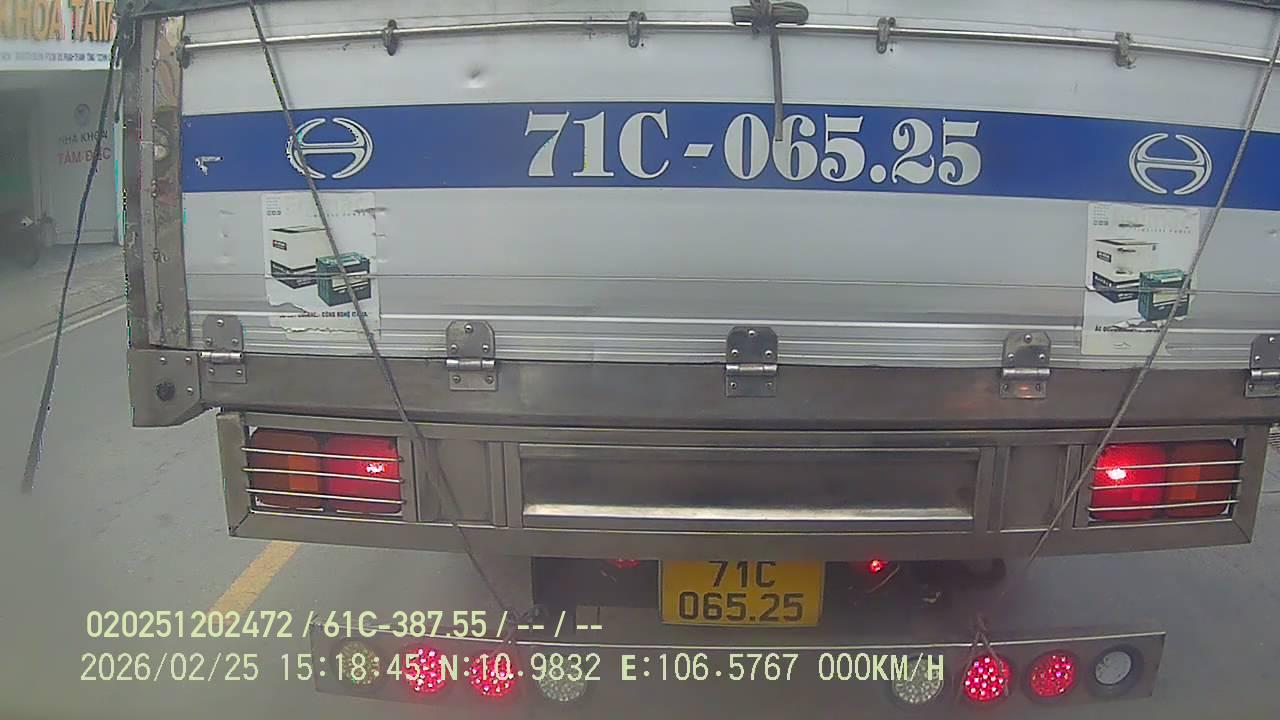 KHOA TÂM
NHA KHOA
TÂM ĐỨC
71C-065.25
71C
065.25
020251202472 / 61C-387.55 / -- / --
2026/02/25 15:18:45 N:10.9832 E:106.5767 000KM/H